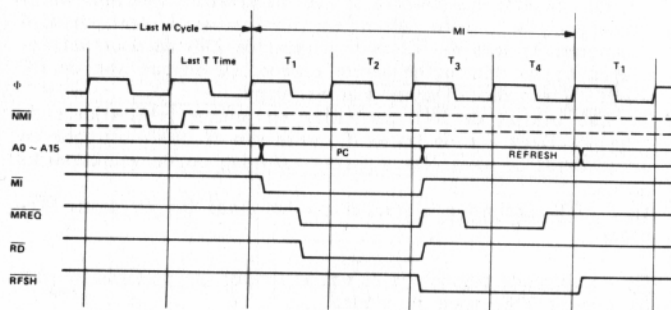 Last M Cycle
MI
Last T Time
T1
T2
T3
T4
T1
Φ
NMI
A0 ~ A15
PC
REFRESH
MI
MREQ
RD
RFSH